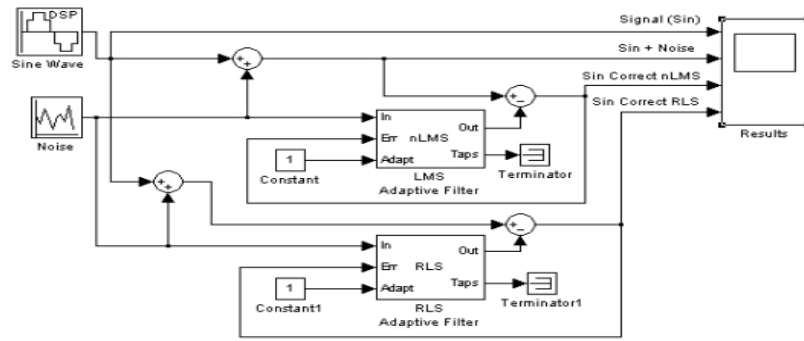 DSP
Sine Wave
Signal (Sin)
Sin + Noise
Sin Correct nLMS
Sin Correct RLS
Results
Noise
+
+
+
-
In
Err
Adapt
nLMS
Out
Taps
LMS
Adaptive Filter
1
Constant
Terminator
+
+
+
-
In
Err
Adapt
RLS
Out
Taps
RLS
Adaptive Filter
1
Constant1
Terminator1